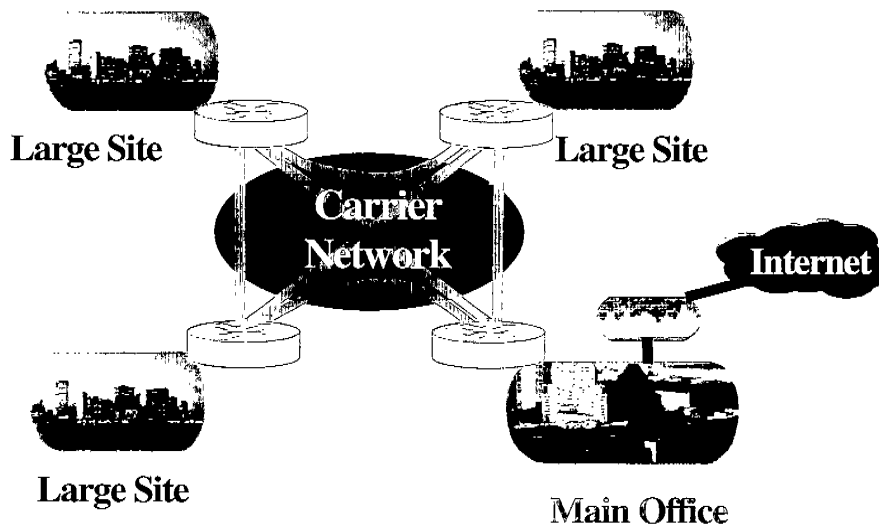 Large Site
Large Site
Carrier
Network
Internet
Large Site
Main Office